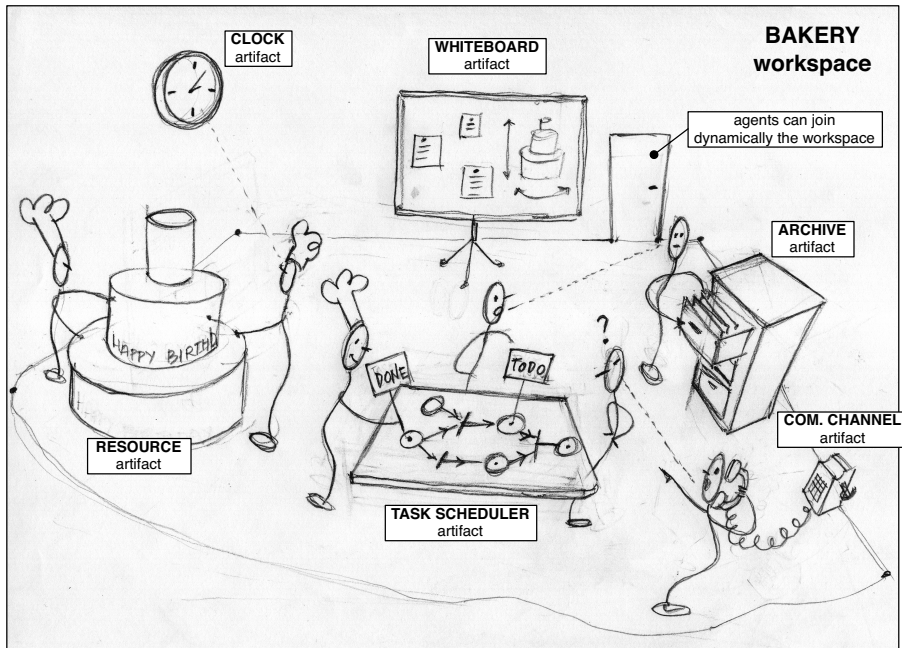 CLOCK
artifact
WHITEBOARD
artifact
BAKERY
workspace
agents can join
dynamically the workspace
ARCHIVE
artifact
?
HAPPY BIRTH
DONE
TODO
COM. CHANNEL
artifact
RESOURCE
artifact
TASK SCHEDULER
artifact